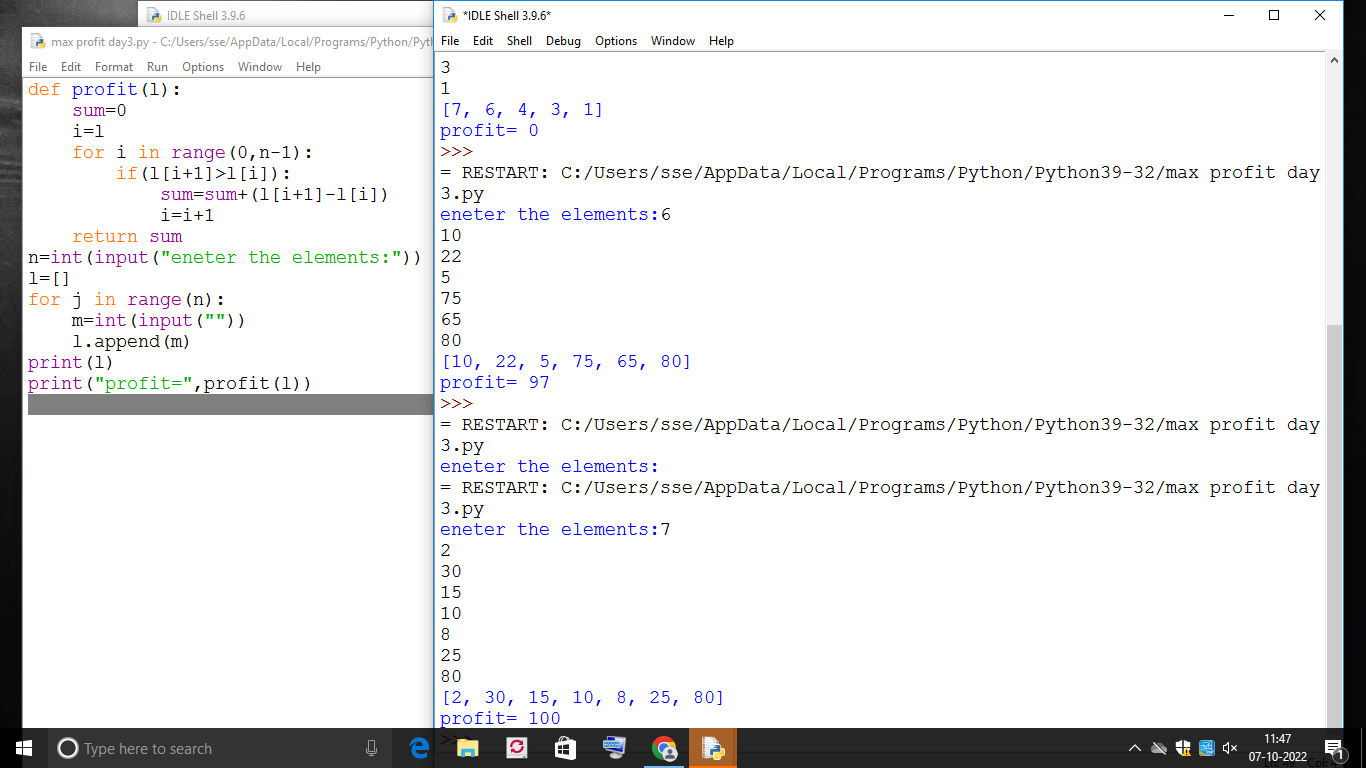 IDLE Shell 3.9.6
max profit day3.py - C:/Users/sse/AppData/Local/Programs/Python/Pyth
File Edit Format Run Options Window Help
def profit(l):
    sum=0
    i=l
    for i in range(0,n-1):
        if(l[i+1]>l[i]):
            sum=sum+(l[i+1]-l[i])
            i=i+1
    return sum
n=int(input("eneter the elements:"))
l=[]
for j in range(n):
    m=int(input(""))
    l.append(m)
print(l)
print("profit=",profit(l))
*IDLE Shell 3.9.6*
File Edit Shell Debug Options Window Help
3
1
[7, 6, 4, 3, 1]
profit= 0
>>>
= RESTART: C:/Users/sse/AppData/Local/Programs/Python/Python39-32/max profit day
3.py
eneter the elements:6
10
22
5
75
65
80
[10, 22, 5, 75, 65, 80]
profit= 97
>>>
= RESTART: C:/Users/sse/AppData/Local/Programs/Python/Python39-32/max profit day
3.py
eneter the elements:
= RESTART: C:/Users/sse/AppData/Local/Programs/Python/Python39-32/max profit day
3.py
eneter the elements:7
2
30
15
10
8
25
80
[2, 30, 15, 10, 8, 25, 80]
profit= 100
>>>
Type here to search
11:47
07-10-2022
1